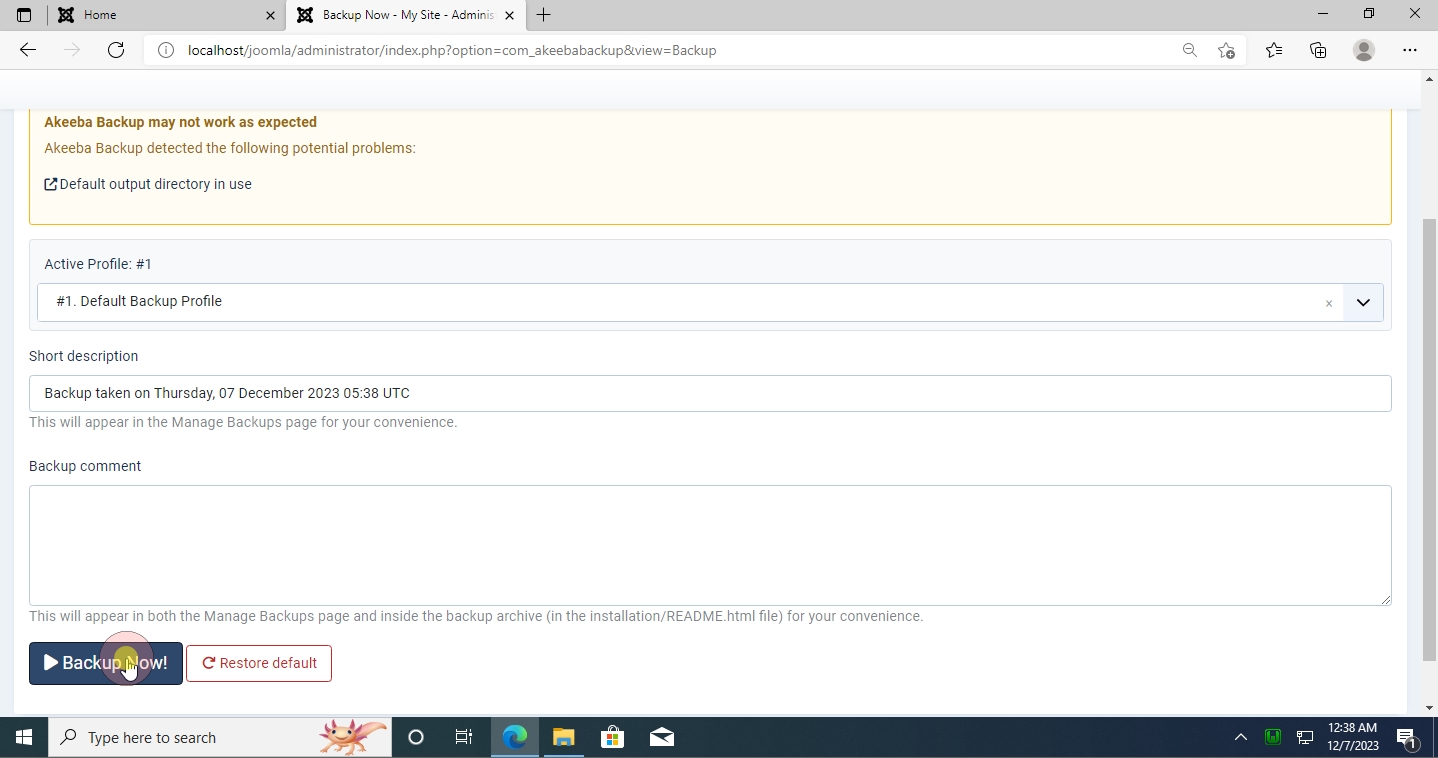 Home
Backup Now - My Site - Adminis
localhost/joomla/administrator/index.php?option=com_akeebabackup&view=Backup
Akeeba Backup may not work as expected
Akeeba Backup detected the following potential problems:
Default output directory in use
Active Profile: #1
#1. Default Backup Profile
Short description
Backup taken on Thursday, 07 December 2023 05:38 UTC
This will appear in the Manage Backups page for your convenience.
Backup comment
This will appear in both the Manage Backups page and inside the backup archive (in the installation/README.html file) for your convenience.
Backup Now! Restore default
Type here to search
12:38 AM
12/7/2023
1